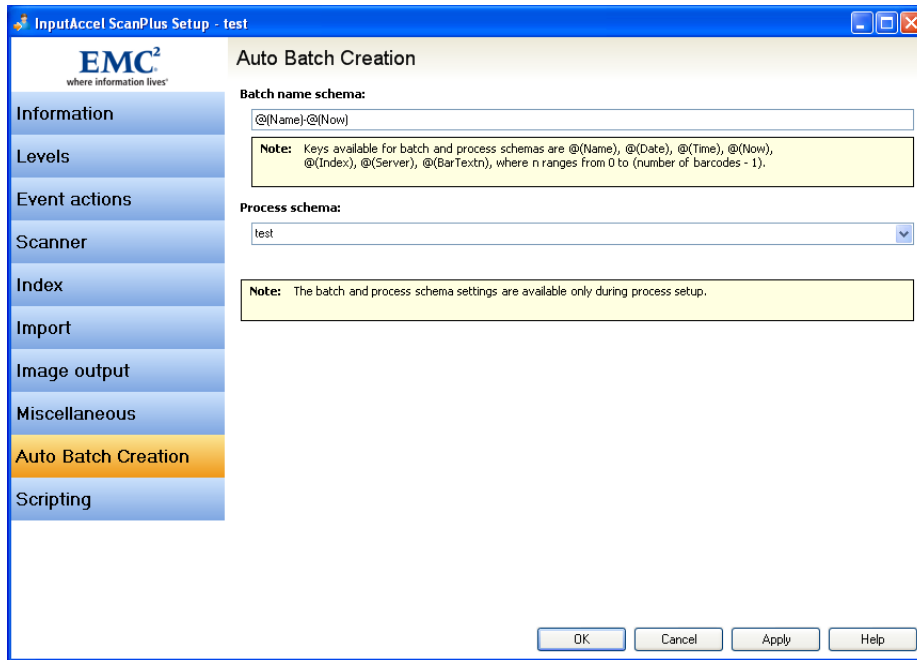 InputAccel ScanPlus Setup - test
EMC²
where information lives®
Information
Levels
Event actions
Scanner
Index
Import
Image output
Miscellaneous
Auto Batch Creation
Scripting
Auto Batch Creation
Batch name schema:
@(Name)-@(Now)
Note: Keys available for batch and process schemas are @(Name), @(Date), @(Time), @(Now),
@(Index), @(Server), @(BarTextn), where n ranges from 0 to (number of barcodes - 1).
Process schema:
test
Note: The batch and process schema settings are available only during process setup.
OK
Cancel
Apply
Help